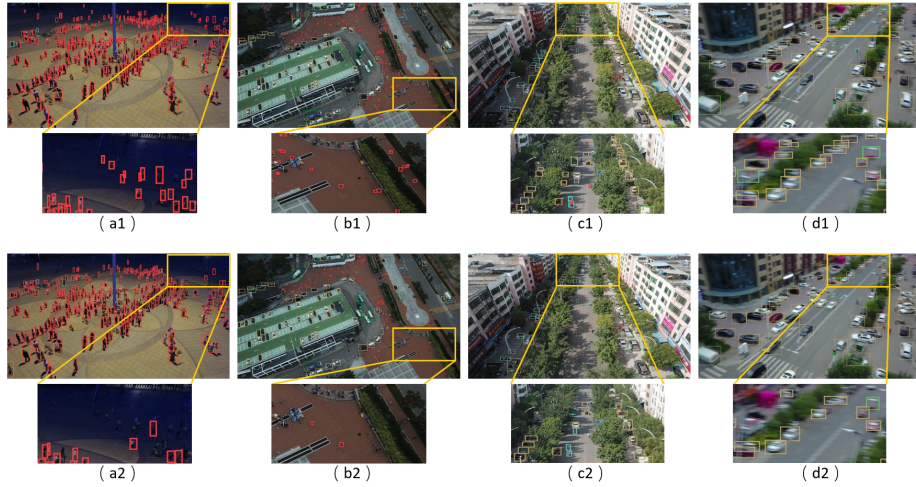 ( a1 )
( b1 )
( c1 )
( d1 )
( a2 )
( b2 )
( c2 )
( d2 )